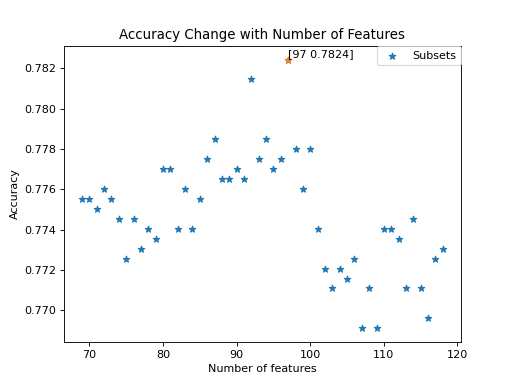 Accuracy Change with Number of Features
[97 0.7824]
Subsets
0.782
0.780
0.778
0.776
0.774
0.772
0.770
Accuracy
70 80 90 100 110 120
Number of features